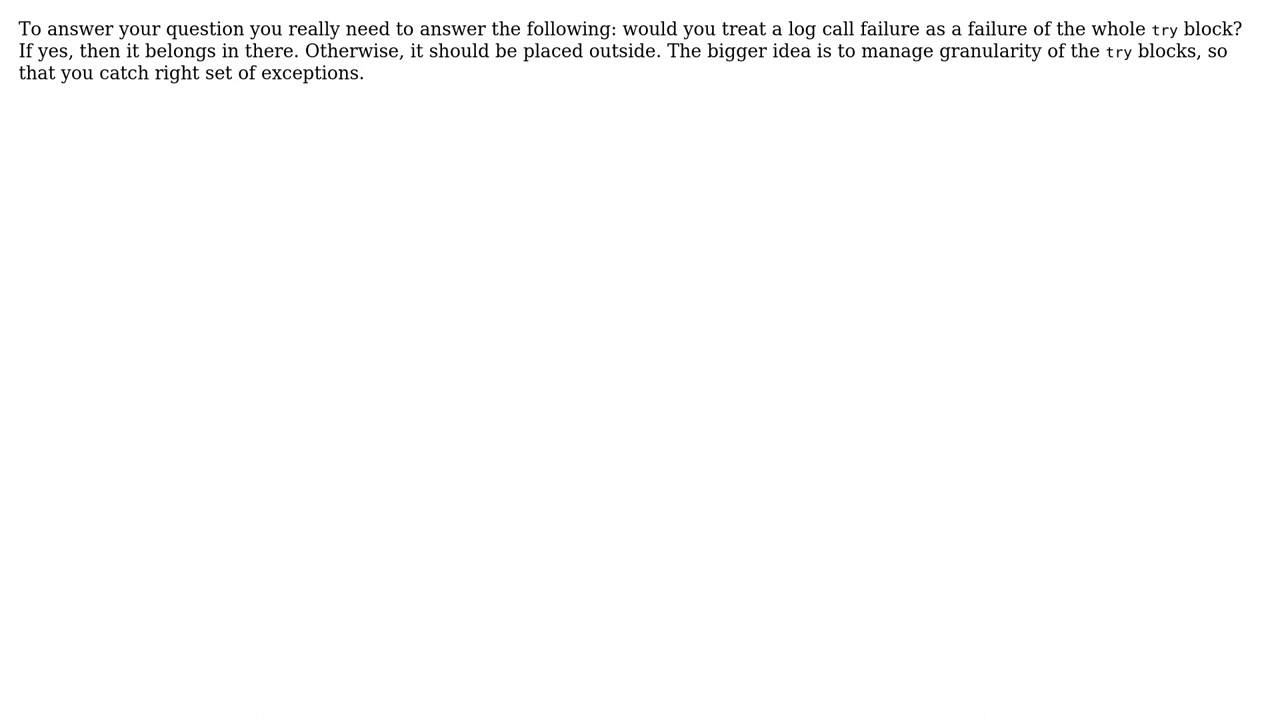 To answer your question you really need to answer the following: would you treat a log call failure as a failure of the whole try block?
If yes, then it belongs in there. Otherwise, it should be placed outside. The bigger idea is to manage granularity of the try blocks, so
that you catch right set of exceptions.